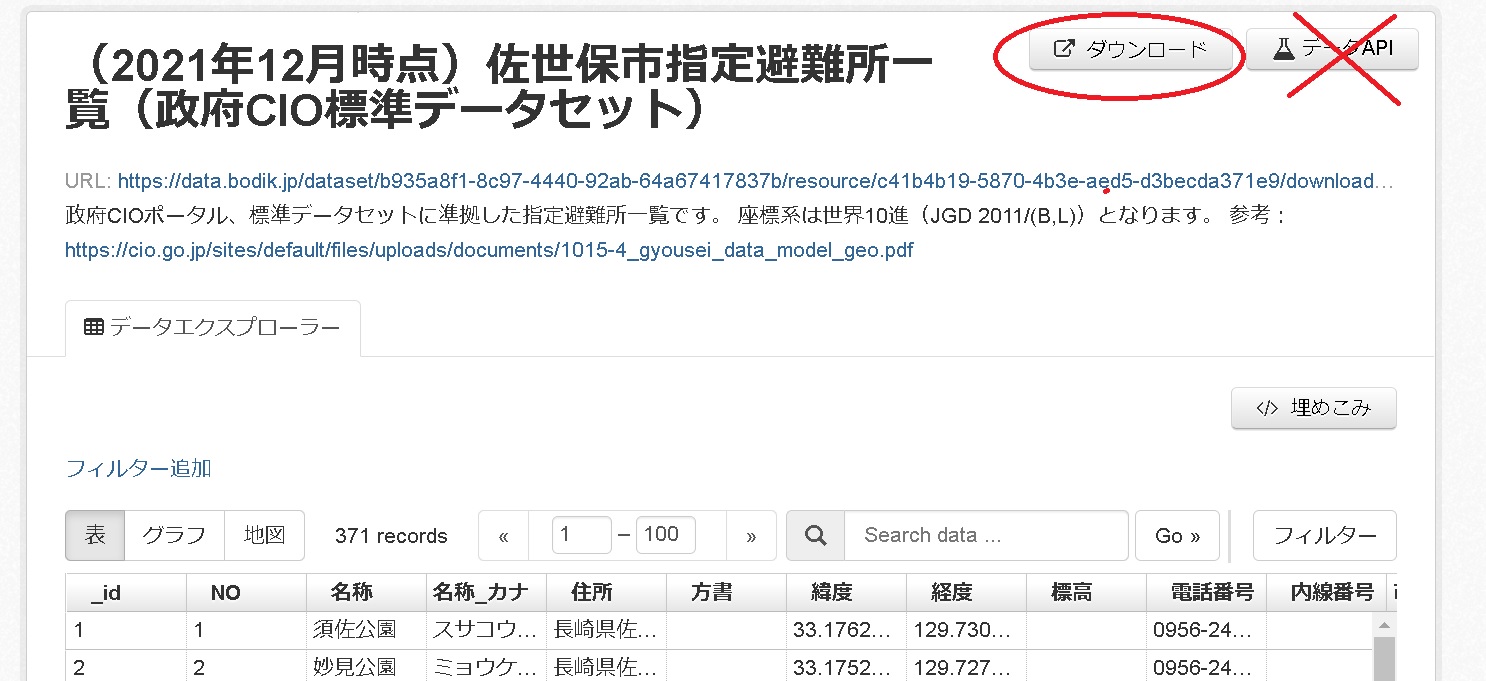 （2021年12月時点）佐世保市指定避難所一
覧（政府CIO標準データセット）
ダウンロード
データAPI
URL: https://data.bodik.jp/dataset/b935a8f1-8c97-4440-92ab-64a67417837b/resource/c41b4b19-5870-4b3e-aed5-d3becda371e9/download…
政府CIOポータル、標準データセットに準拠した指定避難所一覧です。 座標系は世界10進（JGD 2011/(B,L)）となります。 参考：
https://cio.go.jp/sites/default/files/uploads/documents/1015-4_gyousei_data_model_geo.pdf
データエクスプローラー
</> 埋めこみ
フィルター追加
表 グラフ 地図 371 records « 1 – 100 » Search data ... Go » フィルター
_id NO 名称 名称_カナ 住所 方書 緯度 経度 標高 電話番号 内線番号
1 1 須佐公園 スサコウ... 長崎県佐... 33.1762... 129.730... 0956-24...
2 2 妙見公園 ミョウケ... 長崎県佐... 33.1752... 129.727... 0956-24...